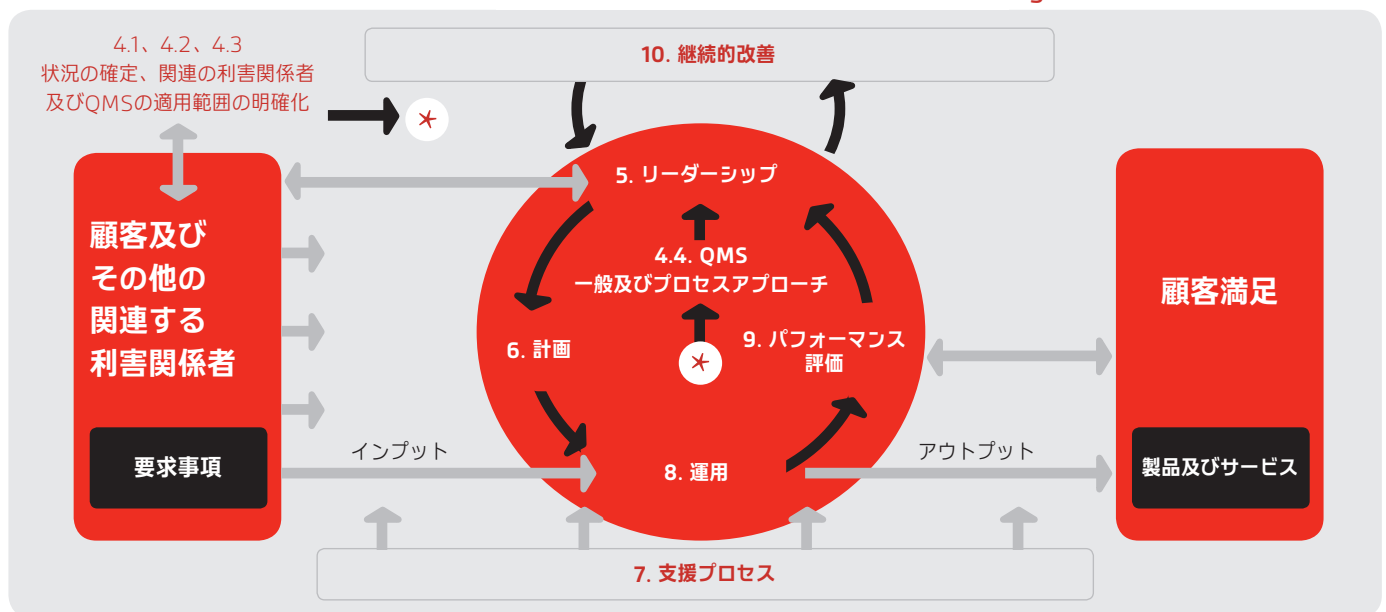 4.1、4.2、4.3
状況の確定、関連の利害関係者
及びQMSの適用範囲の明確化
10. 継続的改善
5. リーダーシップ
4.4. QMS
一般及びプロセスアプローチ
6. 計画
9. パフォーマンス
評価
8. 運用
顧客及び
その他の
関連する
利害関係者
要求事項
インプット
アウトプット
顧客満足
製品及びサービス
7. 支援プロセス